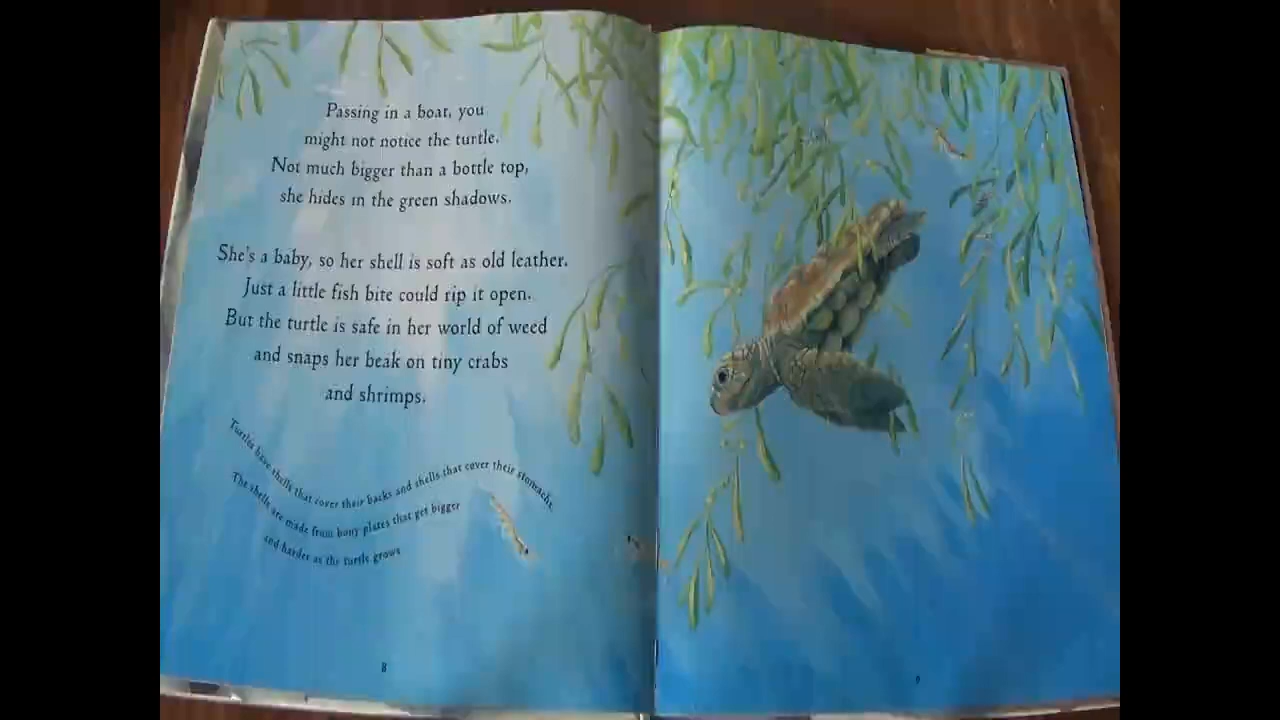 Passing in a boat, you
might not notice the turtle.
Not much bigger than a bottle top,
she hides in the green shadows.
She's a baby, so her shell is soft as old leather.
Just a little fish bite could rip it open.
But the turtle is safe in her world of weed
and snaps her beak on tiny crabs
and shrimps.
Turtles have shells that cover their backs and shells that cover their stomachs.
The shells are made from bony plates that get bigger
and harder as the turtle grows
8
9